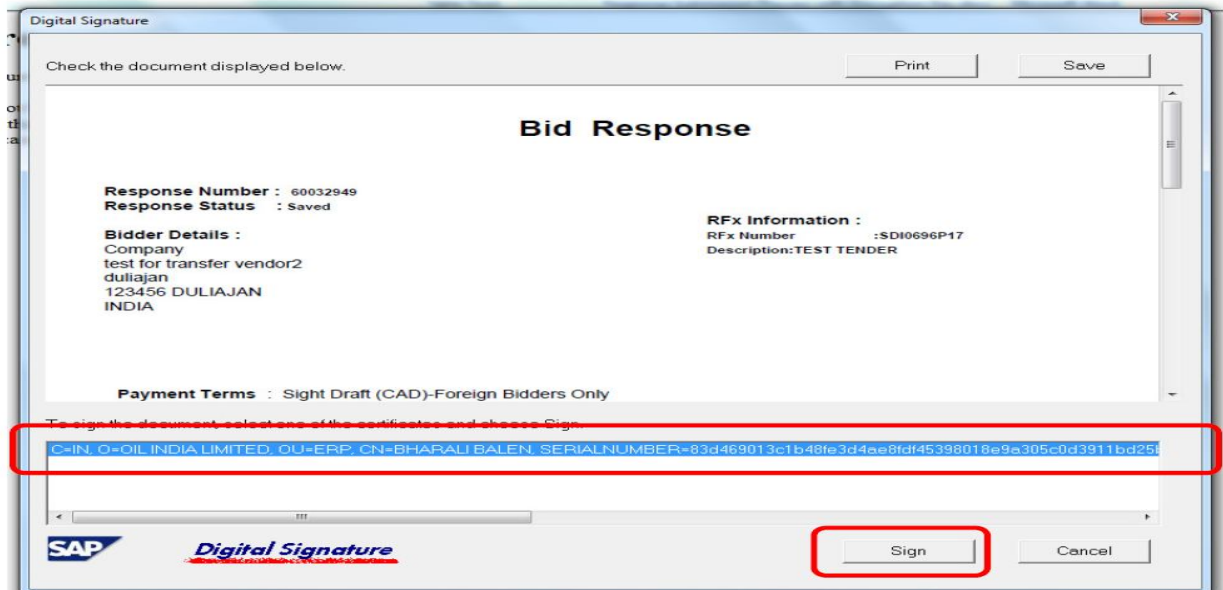 Digital Signature
Check the document displayed below.
Print
Save
Bid Response
Response Number : 60032949
Response Status : Saved
Bidder Details :
Company
test for transfer vendor2
duliajan
123456 DULIAJAN
INDIA
RFx Information :
RFx Number :SDI0696P17
Description:TEST TENDER
Payment Terms : Sight Draft (CAD)-Foreign Bidders Only
To sign the document, select one of the certificates and choose Sign.
C=IN, O=OIL INDIA LIMITED, OU=ERP, CN=BHARALI BALEN, SERIALNUMBER=83d469013c1b48fe3d4ae8fdf45398018e9a305c0d3911bd25
SAP
Digital Signature
Sign
Cancel